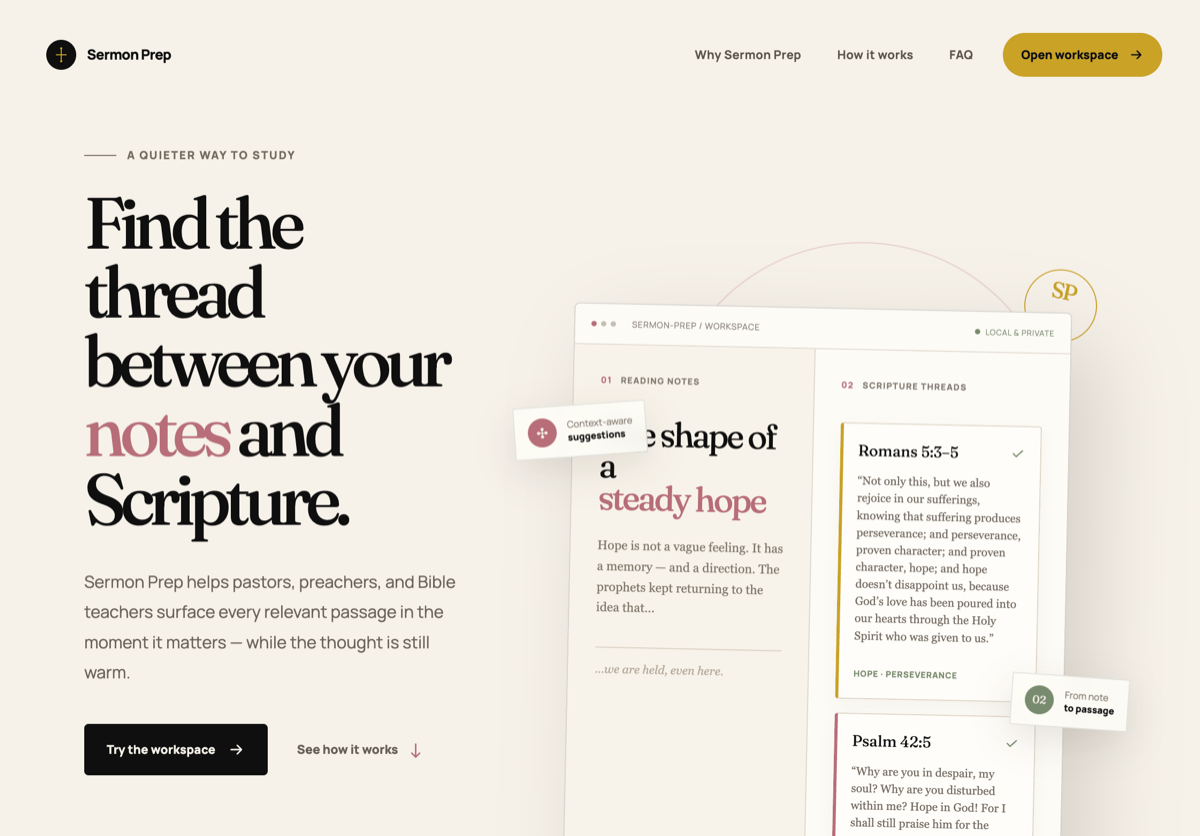 Sermon Prep
Why Sermon Prep
How it works
FAQ
Open workspace
A QUIETER WAY TO STUDY
Find the
thread
between your
notes and
Scripture.
Sermon Prep helps pastors, preachers, and Bible
teachers surface every relevant passage in the
moment it matters — while the thought is still
warm.
Try the workspace
See how it works
SP
SERMON-PREP / WORKSPACE
LOCAL & PRIVATE
01 READING NOTES
Context-aware
suggestions
shape of
a
steady hope
Hope is not a vague feeling. It has
a memory — and a direction. The
prophets kept returning to the
idea that...
...we are held, even here.
02 SCRIPTURE THREADS
Romans 5:3–5
“Not only this, but we also
rejoice in our sufferings,
knowing that suffering produces
perseverance; and perseverance,
proven character; and proven
character, hope; and hope
doesn’t disappoint us, because
God’s love has been poured into
our hearts through the Holy
Spirit who was given to us.”
HOPE · PERSEVERANCE
02
From note
to passage
Psalm 42:5
“Why are you in despair, my
soul? Why are you disturbed
within me? Hope in God! For I
shall still praise him for the